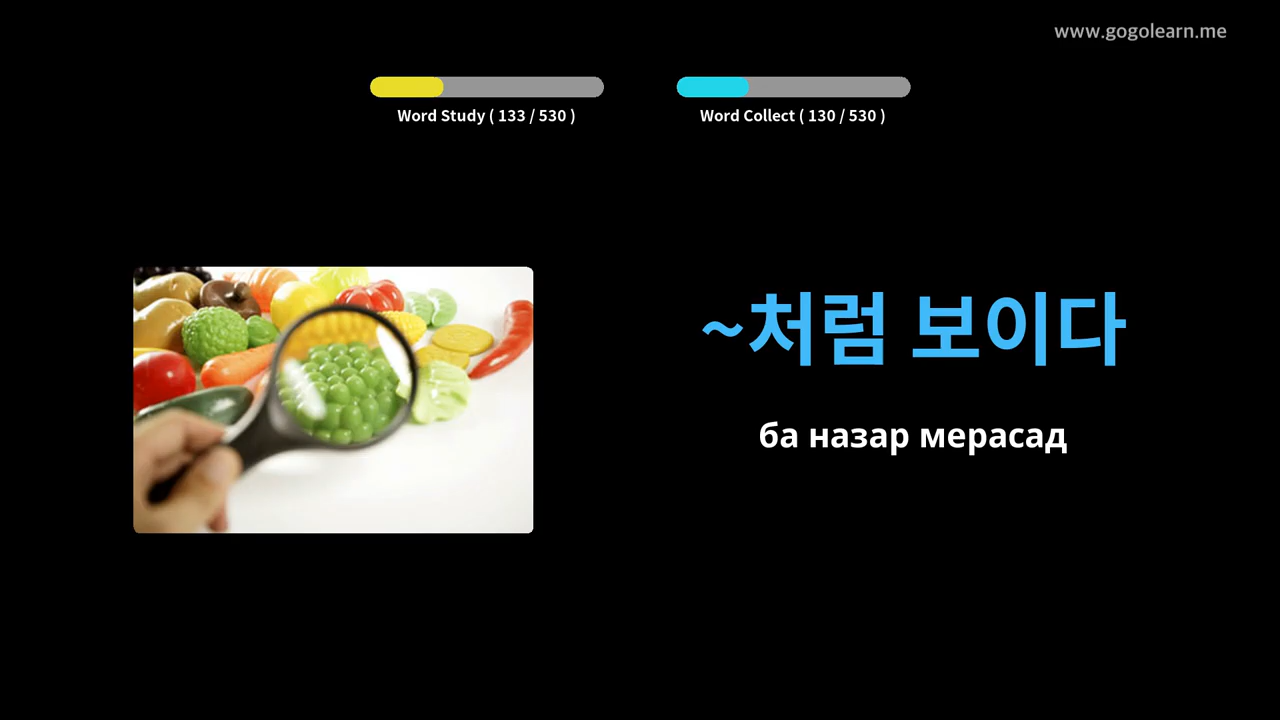 www.gogolearn.me
Word Study ( 133 / 530 )
Word Collect ( 130 / 530 )
~처럼 보이다
ба назар мерасад